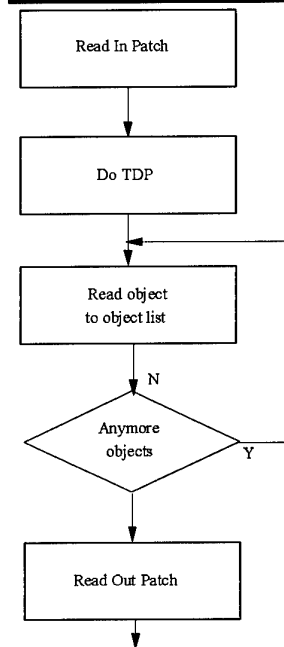 Read In Patch
Do TDP
Read object
to object list
N
Anymore
objects
Y
Read Out Patch